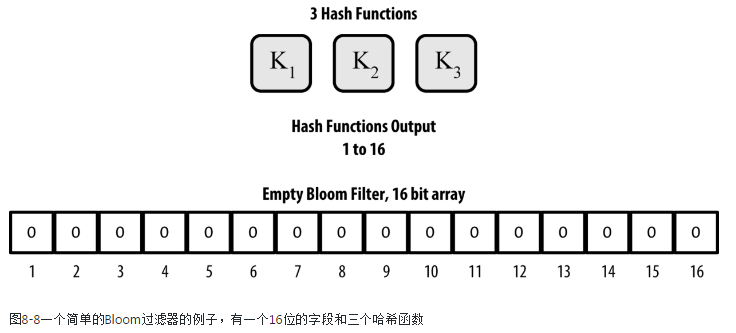 3 Hash Functions
K1 K2 K3
Hash Functions Output
1 to 16
Empty Bloom Filter, 16 bit array
0 0 0 0 0 0 0 0 0 0 0 0 0 0 0 0
1 2 3 4 5 6 7 8 9 10 11 12 13 14 15 16
图8-8一个简单的Bloom过滤器的例子，有一个16位的字段和三个哈希函数